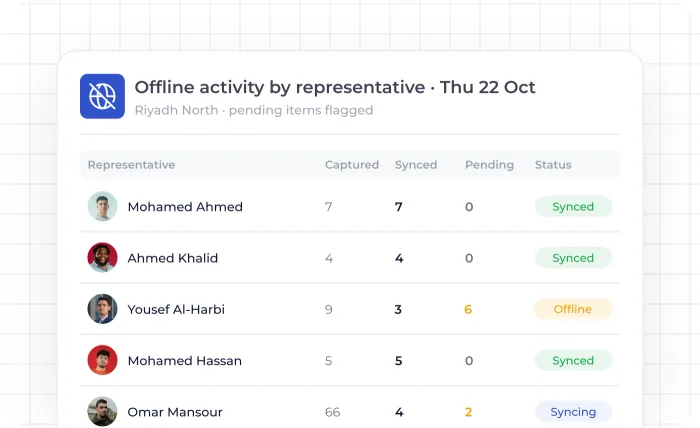 Offline activity by representative · Thu 22 Oct
Riyadh North · pending items flagged
Representative Captured Synced Pending Status
Mohamed Ahmed 7 7 0 Synced
Ahmed Khalid 4 4 0 Synced
Yousef Al-Harbi 9 3 6 Offline
Mohamed Hassan 5 5 0 Synced
Omar Mansour 66 4 2 Syncing